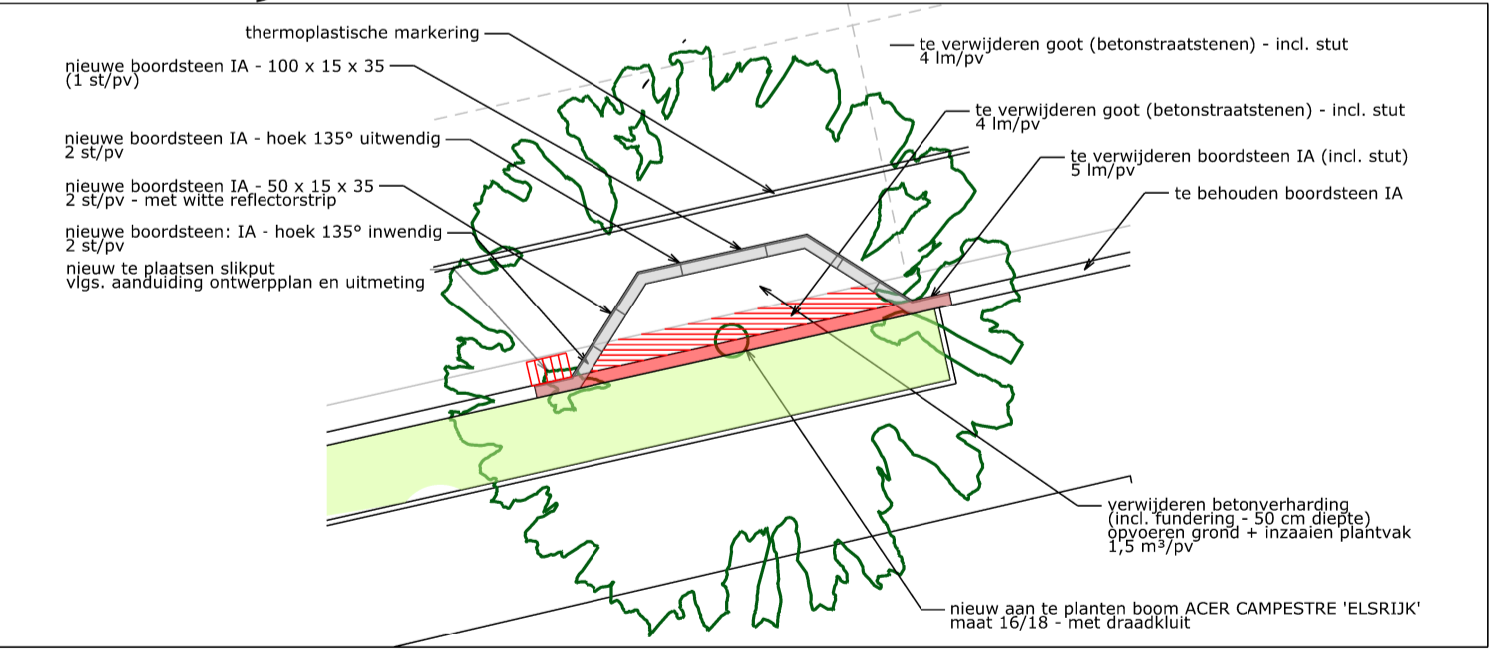 thermoplastische markering
nieuwe boordsteen IA - 100 x 15 x 35
(1 st/pv)
nieuwe boordsteen IA - hoek 135° uitwendig
2 st/pv
nieuwe boordsteen IA - 50 x 15 x 35
2 st/pv - met witte reflectorstrip
nieuwe boordsteen: IA - hoek 135° inwendig
2 st/pv
nieuw te plaatsen slikput
vlgs. aanduiding ontwerpplan en uitmeting
te verwijderen goot (betonstraatstenen) - incl. stut
4 lm/pv
te verwijderen goot (betonstraatstenen) - incl. stut
4 lm/pv
te verwijderen boordsteen IA (incl. stut)
5 lm/pv
te behouden boordsteen IA
verwijderen betonverharding
(incl. fundering - 50 cm diepte)
opvoeren grond + inzaaien plantvak
1,5 m³/pv
nieuw aan te planten boom ACER CAMPESTRE 'ELSRIJK'
maat 16/18 - met draadkluit